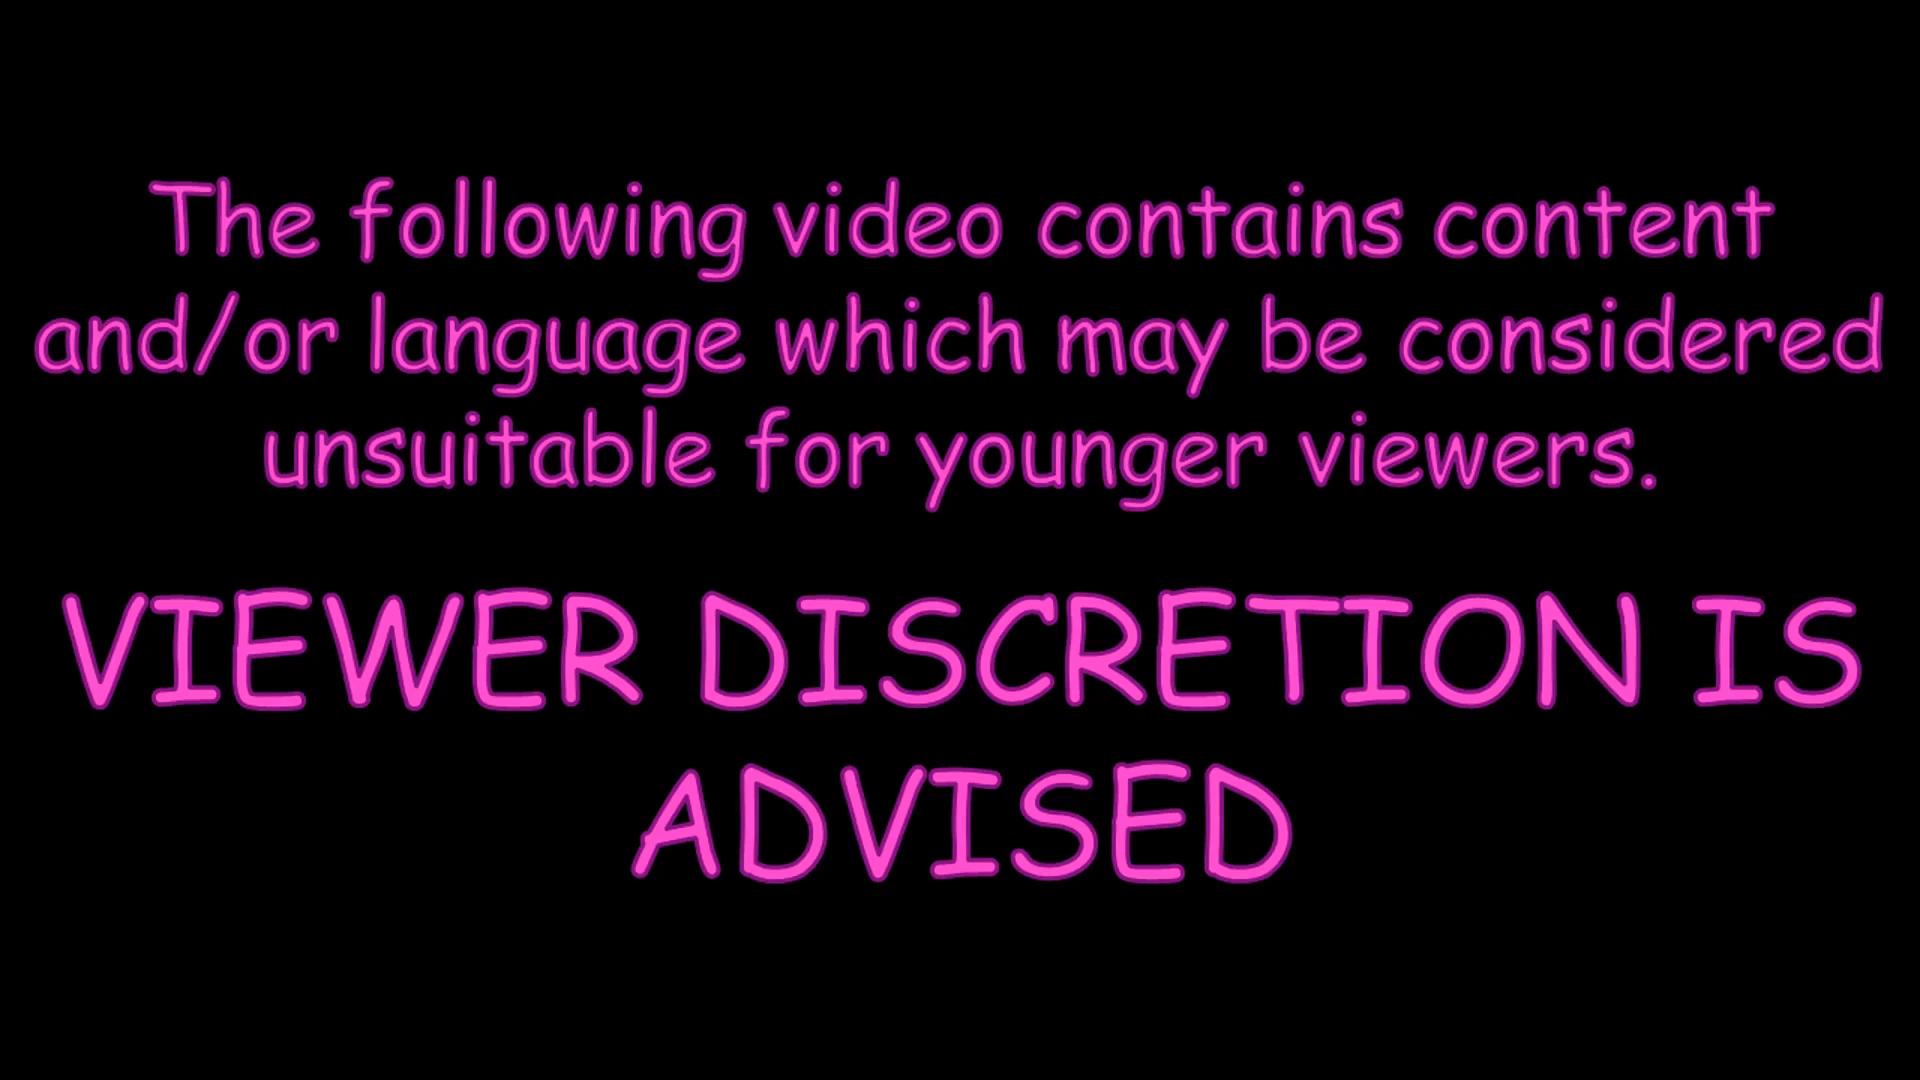 The following video contains content
and/or language which may be considered
unsuitable for younger viewers.
VIEWER DISCRETION IS
ADVISED